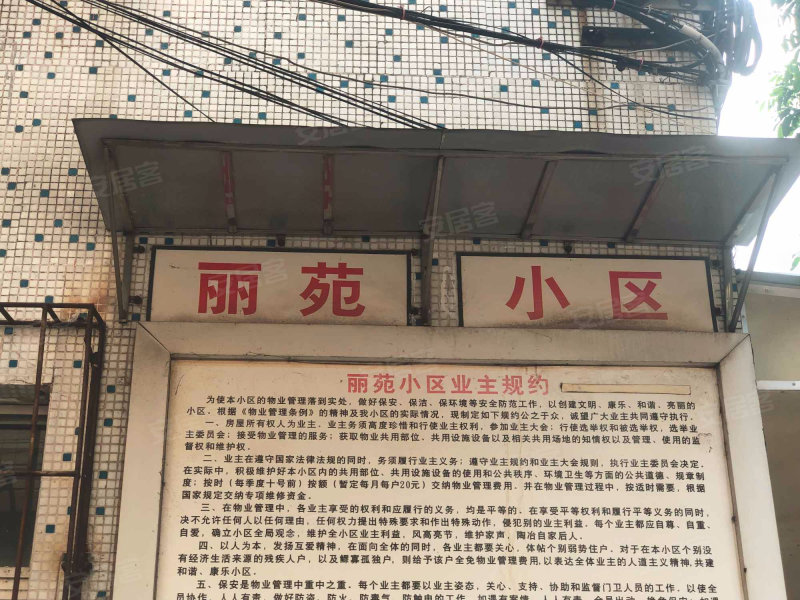 丽苑 小区
丽苑小区业主规约
为使本小区的物业管理落到实处，做好保安、保洁、保环境等安全防范工作，以创建文明、康乐、和谐、亮丽的
小区，根据《物业管理条例》的精神及我小区的实际情况，现制定如下规约公之于众，诚望广大业主共同遵守执行。
一、房屋所有权人为业主，业主务须高度珍惜和行使业主权利，参加业主大会；行使选举权和被选举权，选举业
主委员会；接受物业管理的服务；获取物业共用部位、共用设施设备以及相关共用场地的知情权以及管理、使用的监
督权和维护权。
二、业主在遵守国家法律法规的同时，务须履行业主义务；遵守业主规约和业主大会规则，执行业主委员会决定，
在实际中，积极维护好本小区内的共用部位、共用设施设备的使用和公共秩序、环境卫生等方面的公共道德、规章制
度；按时（每季度十号前）按额（暂定每月每户20元）交纳物业管理费用。并在物业管理过程中，按适时需要，根据
国家规定交纳专项维修资金。
三、在物业管理中，各业主享受的权利和应履行的义务，均是平等的。在享受平等权利和履行平等义务的同时，
决不允许任何人以任何理由，任何权力提出特殊要求和作出特殊动作，侵犯别的业主利益。每个业主都应自尊、自重、
自爱，确立小区全局观念，维护全小区业主利益，风高亮节，维护家声，陶冶自家后人。
四、以人为本，发扬互爱精神，在面向全体的同时，各业主都要关心，体帖个别弱势住户。对于在本小区个别没
有经济生活来源的残疾人户，以及鳏寡孤独户，则给予该户全免物业管理费用，以表达全体业主的人道主义精神，共建
和谐、康乐小区。
五、保安是物业管理中重中之重。每个业主都要以业主姿态，关心、支持、协助和监督门卫人员的工作。以使全
安居客
安居客
安居客
安居客